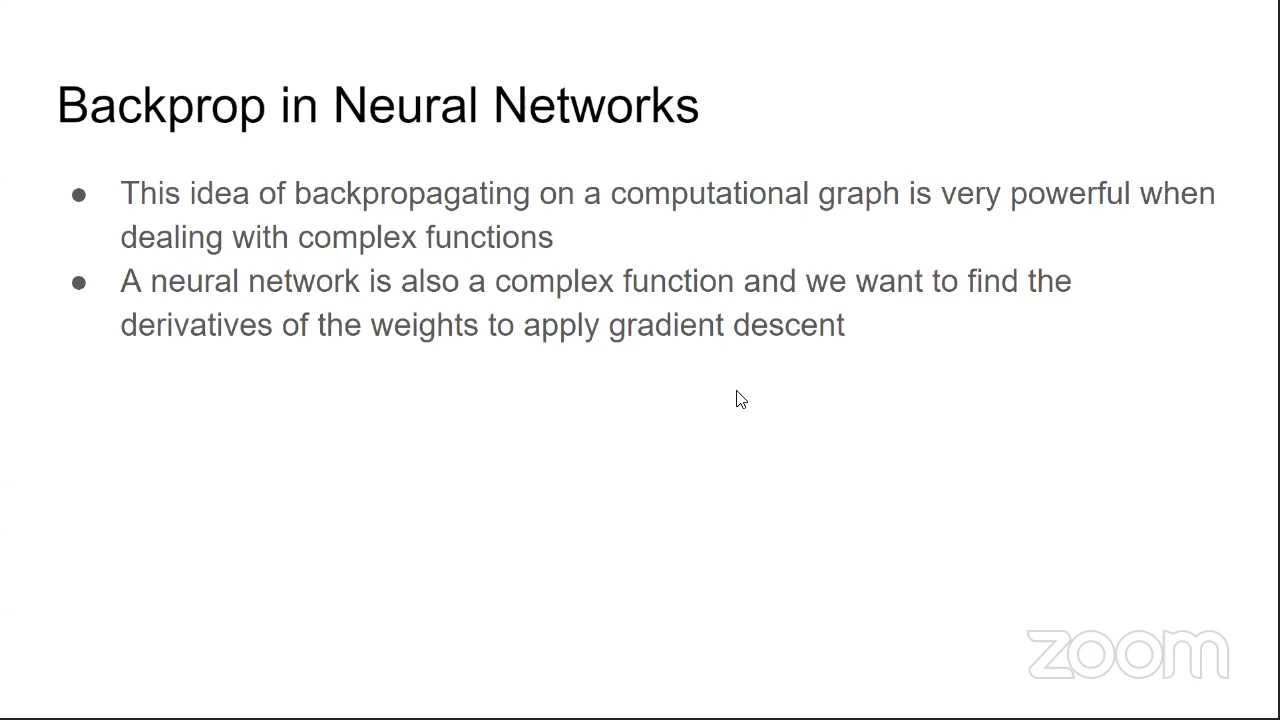 Backprop in Neural Networks
● This idea of backpropagating on a computational graph is very powerful when
dealing with complex functions
● A neural network is also a complex function and we want to find the
derivatives of the weights to apply gradient descent
zoom